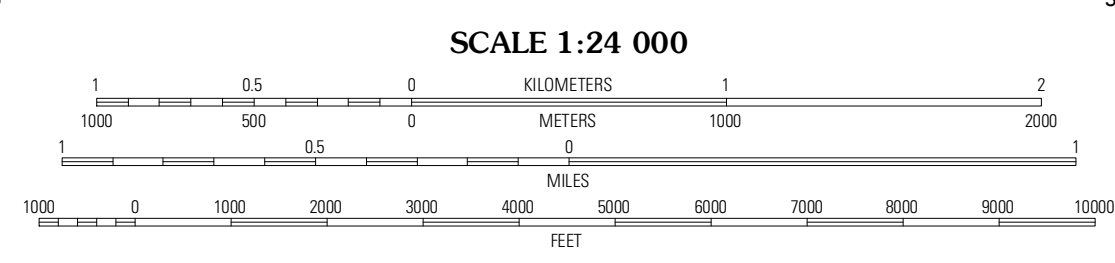 SCALE 1:24 000
1 0.5 0 KILOMETERS 1 2
1000 500 0 METERS 1000 2000
1 0.5 0 1
MILES
1000 0 1000 2000 3000 4000 5000 6000 7000 8000 9000 10000
FEET